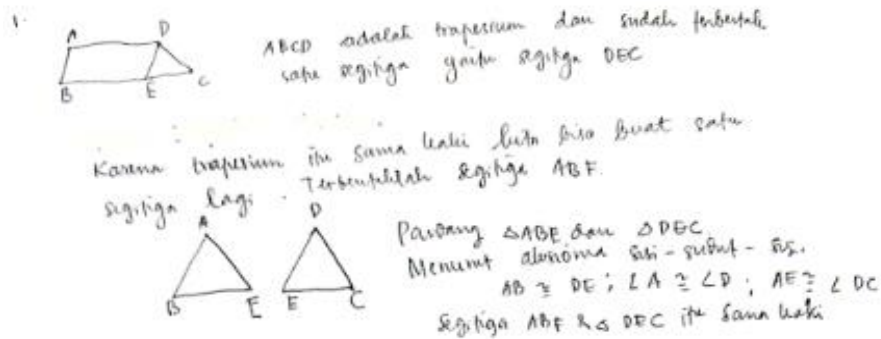 1.
A D
B E C
ABCD adalah trapesium dan sudah terbentuk
satu segitiga yaitu segitiga DEC
Karena trapesium itu sama kaki kita bisa buat satu
segitiga lagi. Terbentuklah segitiga ABF.
A D
B E E C
Pandang △ABE dan △DEC
Menurut aksioma sisi-sudut-sisi.
AB ≅ DE ; ∠A ≅ ∠D ; AE ≅ ∠DC
Segitiga ABF & △ DEC itu sama kaki